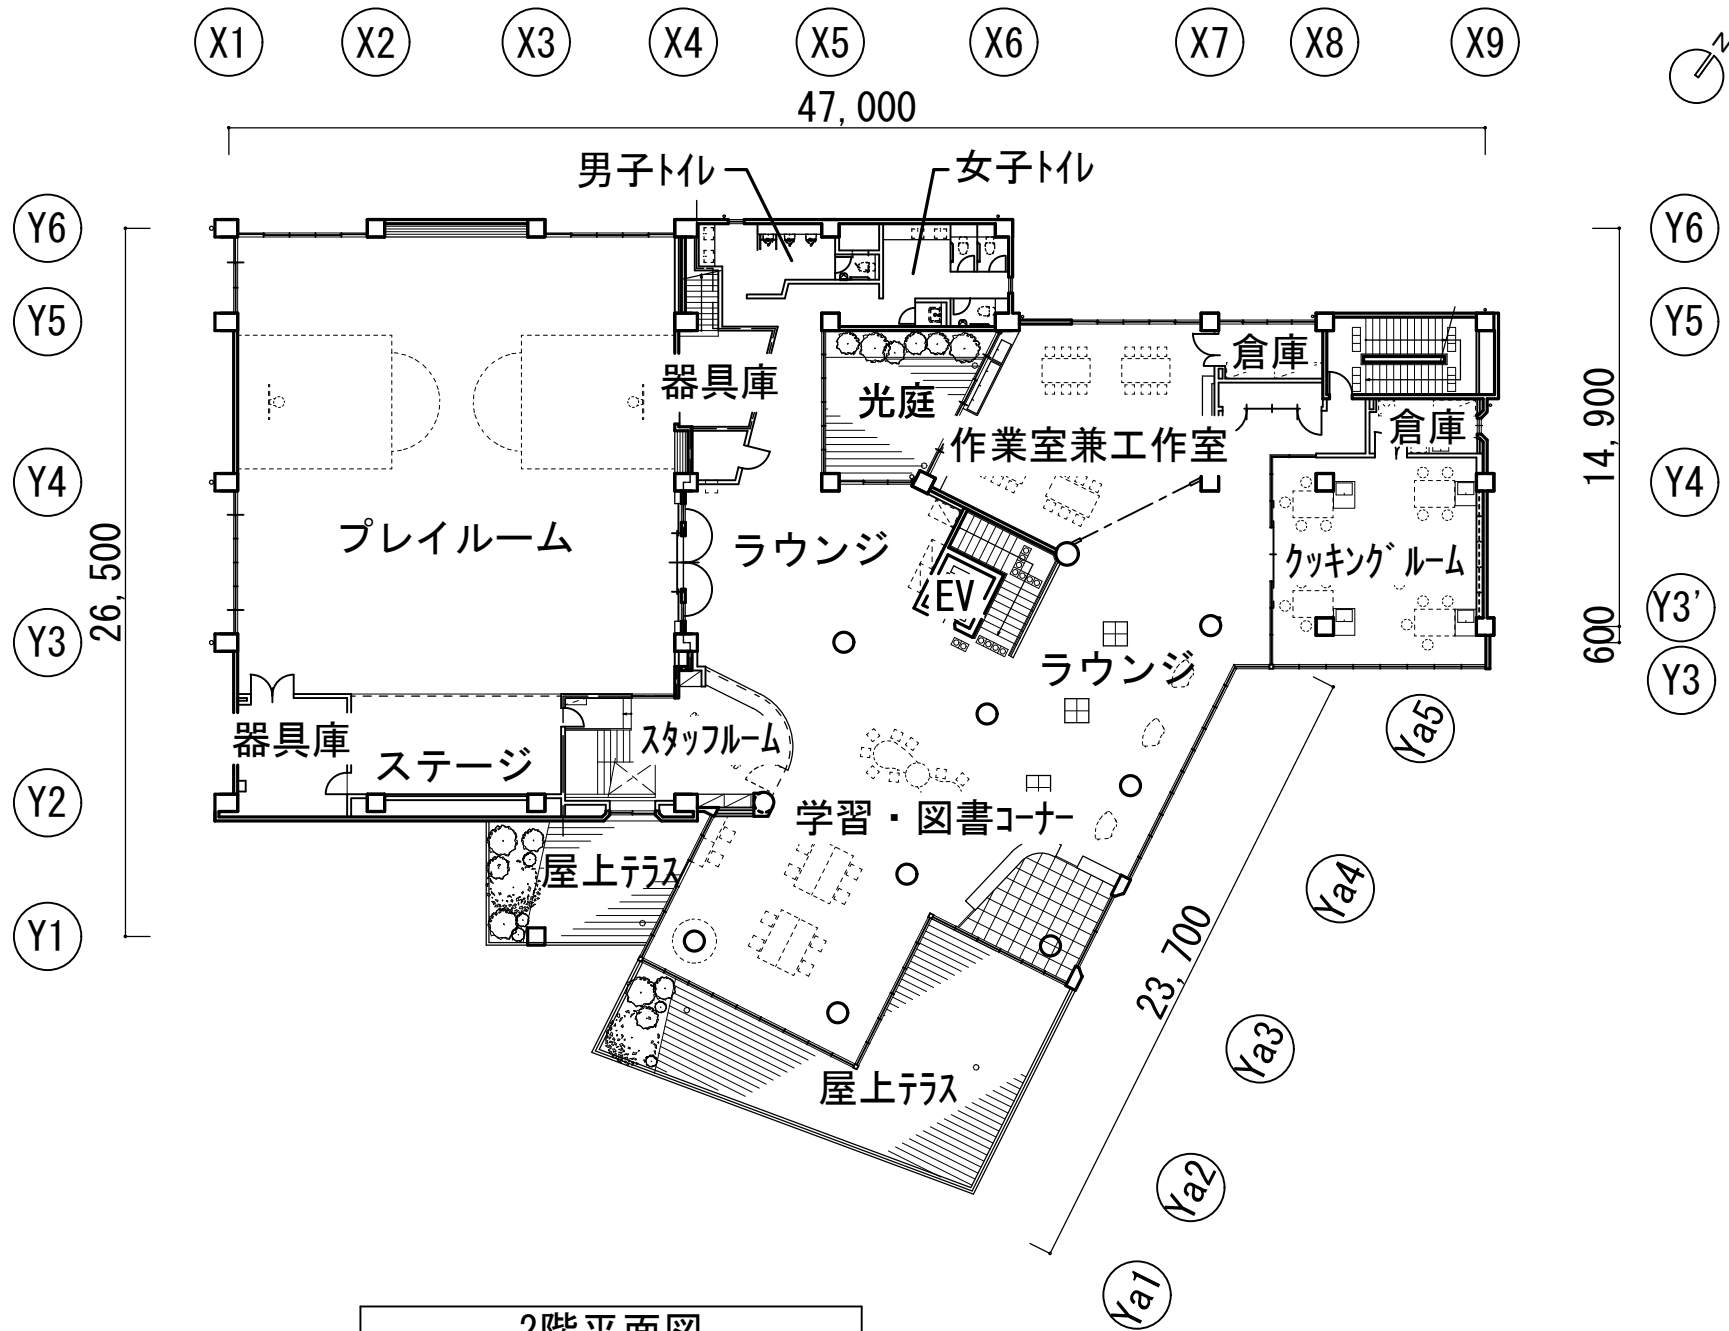 X1 X2 X3 X4 X5 X6 X7 X8 X9
N
47,000
男子ﾄｲﾚ 女子ﾄｲﾚ
Y6 Y6
Y5 Y5
倉庫
器具庫
光庭
14,900
倉庫
作業室兼工作室
Y4 Y4
プレイルーム
ラウンジ
ｸｯｷﾝｸﾞﾙｰﾑ
26,500
EV
Y3'
600
Y3
ラウンジ
Y3
Ya5
器具庫
ｽﾀｯﾌﾙｰﾑ
ステージ
Y2
学習・図書ｺｰﾅｰ
屋上ﾃﾗｽ
Ya4
Y1
23,700
Ya3
屋上ﾃﾗｽ
Ya2
Ya1
2階平面図